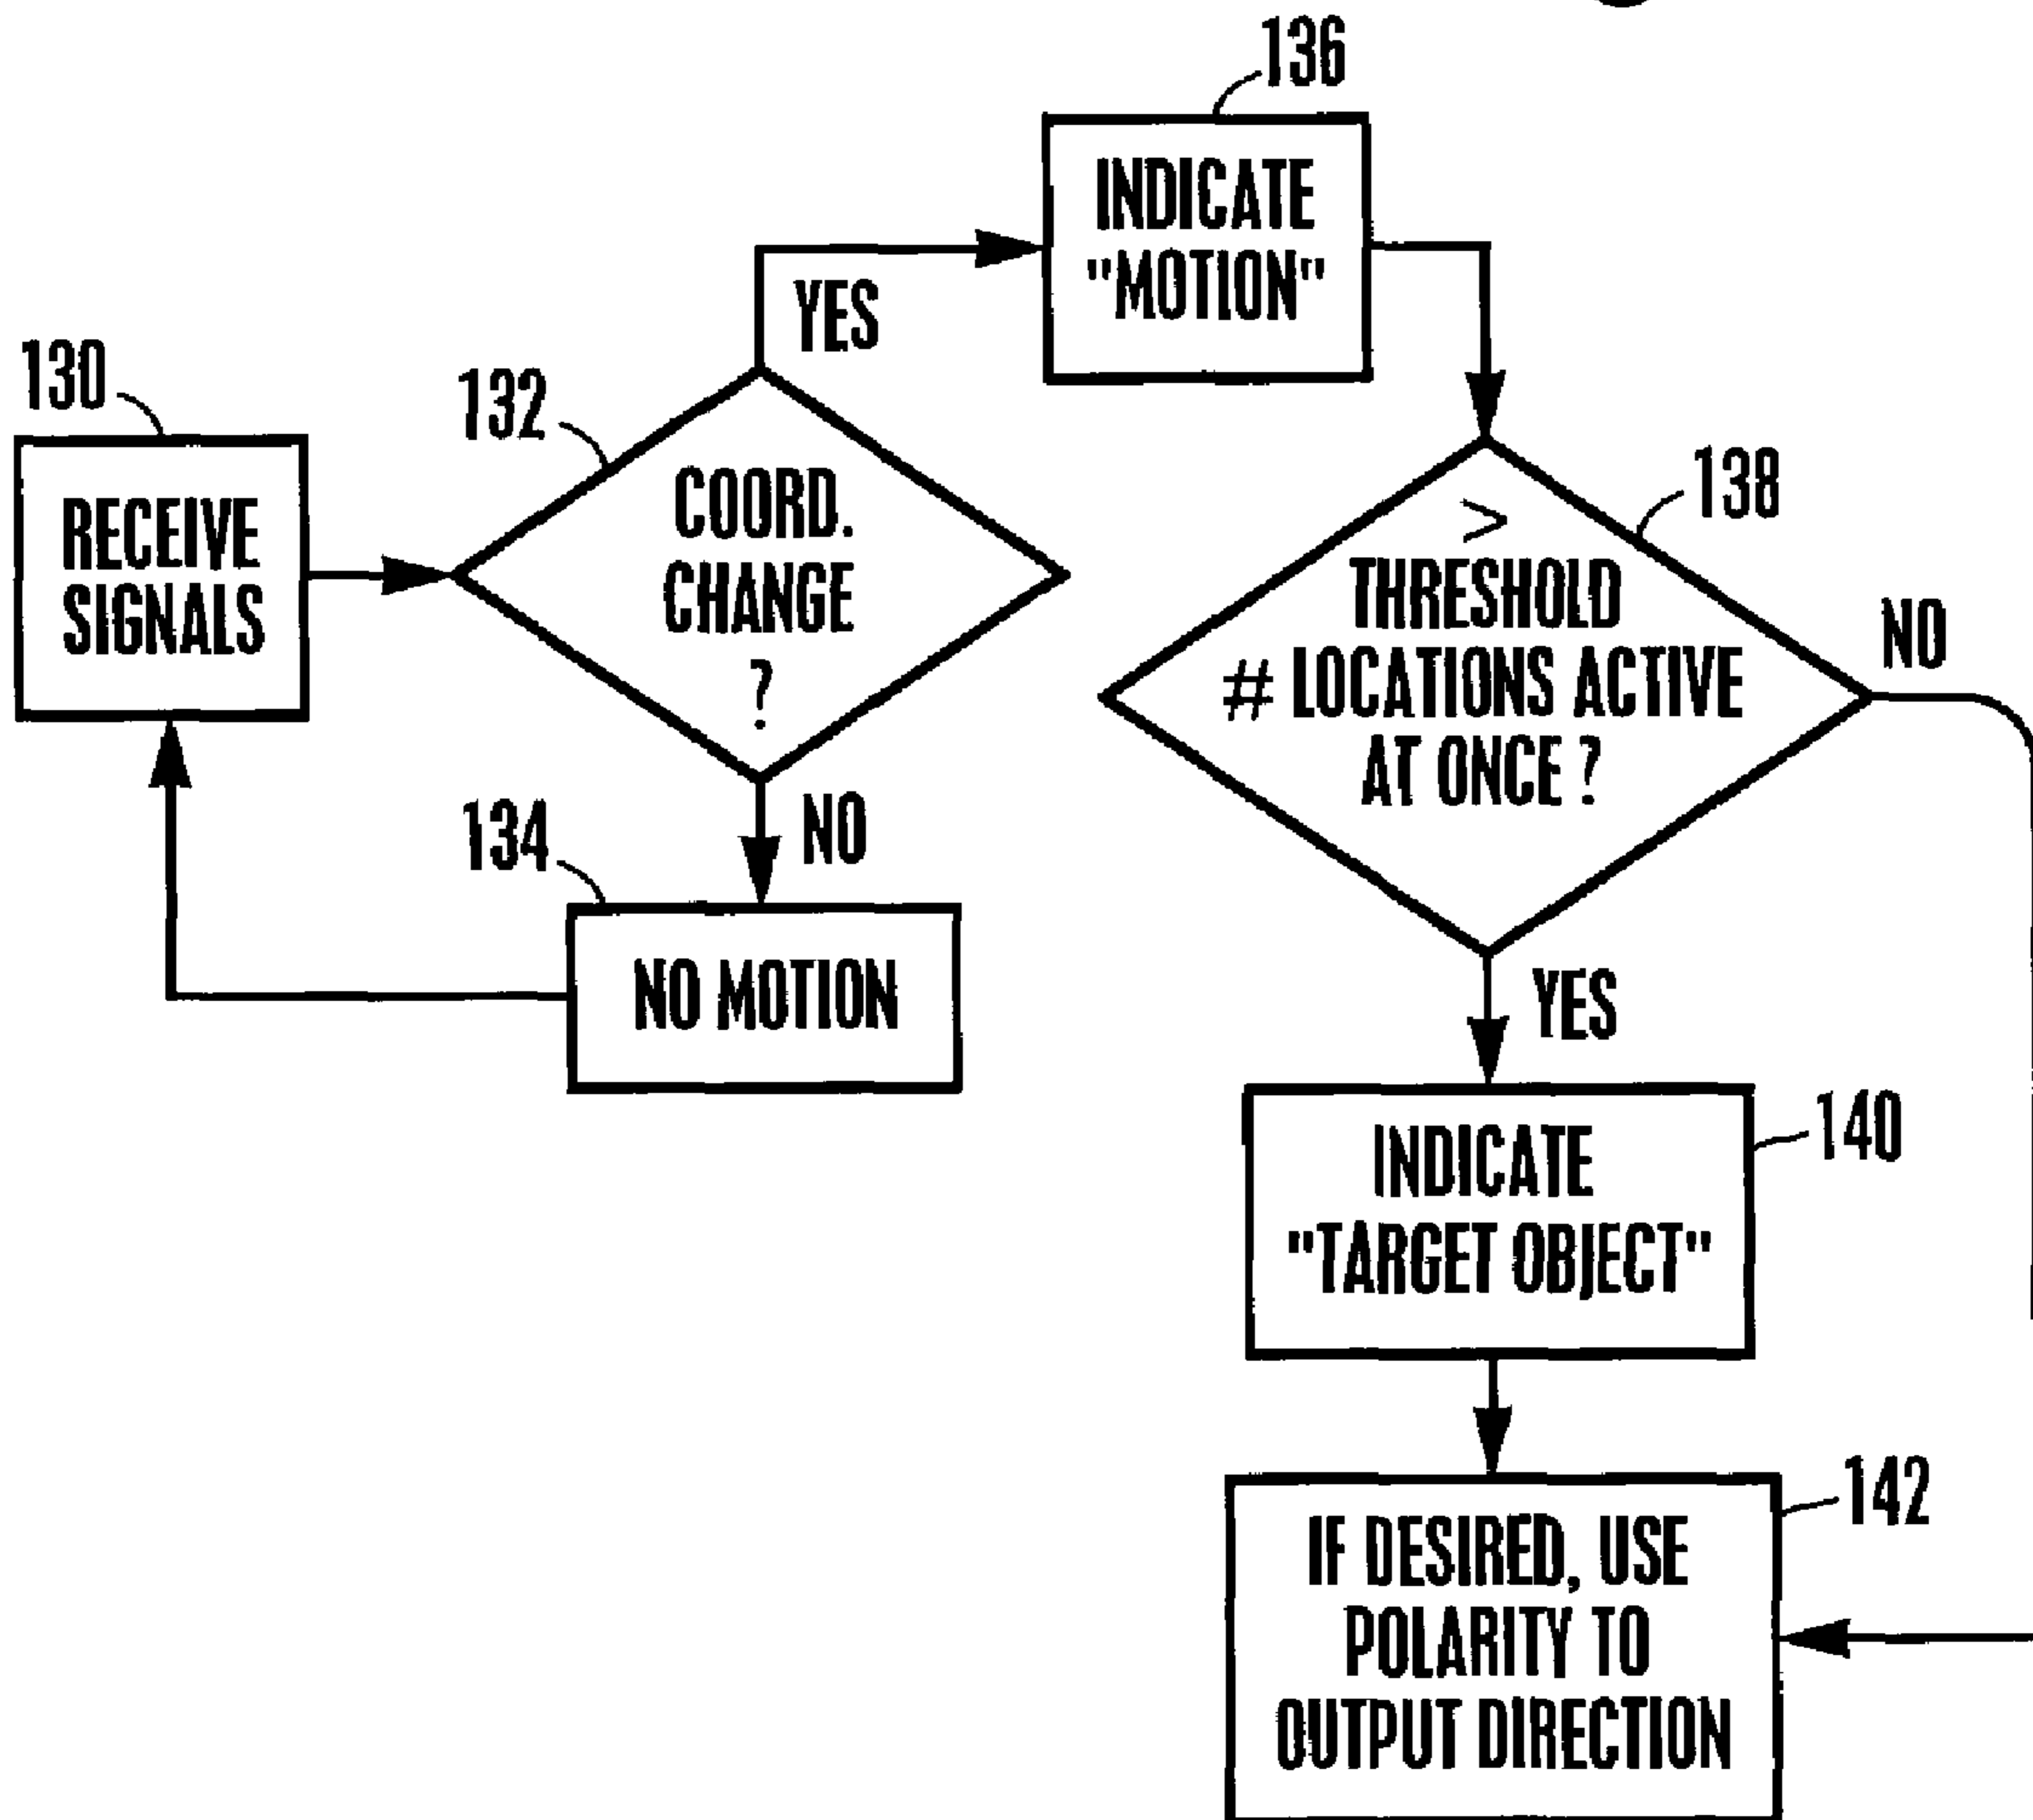 130
RECEIVE
SIGNALS
132
COORD.
CHANGE
?
YES
NO
134
NO MOTION
136
INDICATE
"MOTION"
138
>
THRESHOLD
# LOCATIONS ACTIVE
AT ONCE ?
NO
YES
140
INDICATE
"TARGET OBJECT"
142
IF DESIRED, USE
POLARITY TO
OUTPUT DIRECTION